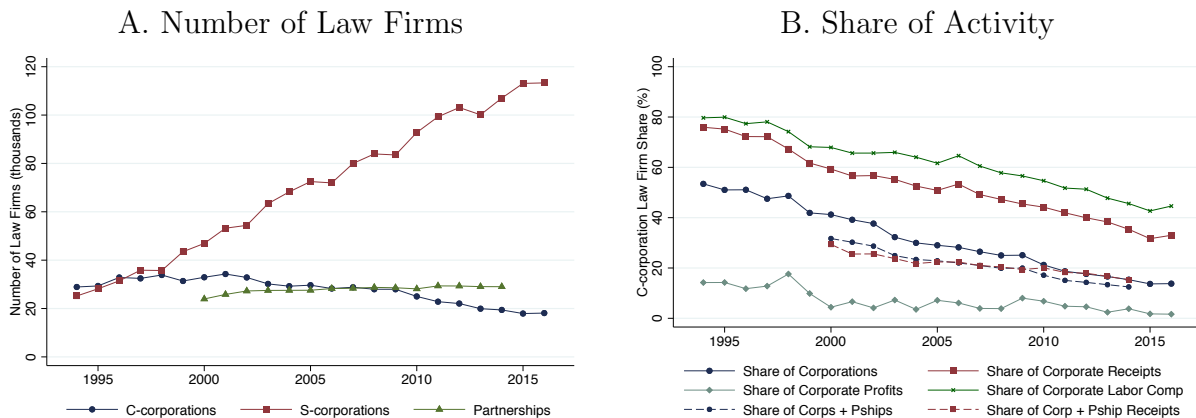 A. Number of Law Firms
Number of Law Firms (thousands)
120
100
80
60
40
20
0
1995 2000 2005 2010 2015
C-corporations S-corporations Partnerships
B. Share of Activity
C-corporation Law Firm Share (%)
100
80
60
40
20
0
1995 2000 2005 2010 2015
Share of Corporations Share of Corporate Receipts
Share of Corporate Profits Share of Corporate Labor Comp
Share of Corps + Pships Share of Corp + Pship Receipts